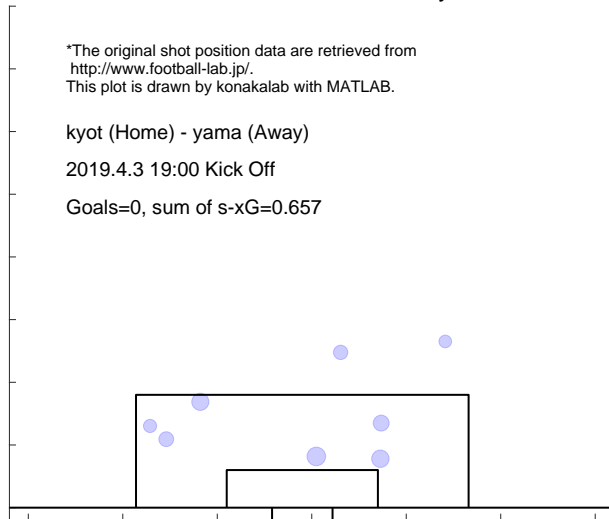 *The original shot position data are retrieved from
http://www.football-lab.jp/.
This plot is drawn by konakalab with MATLAB.
kyot (Home) - yama (Away)
2019.4.3 19:00 Kick Off
Goals=0, sum of s-xG=0.657